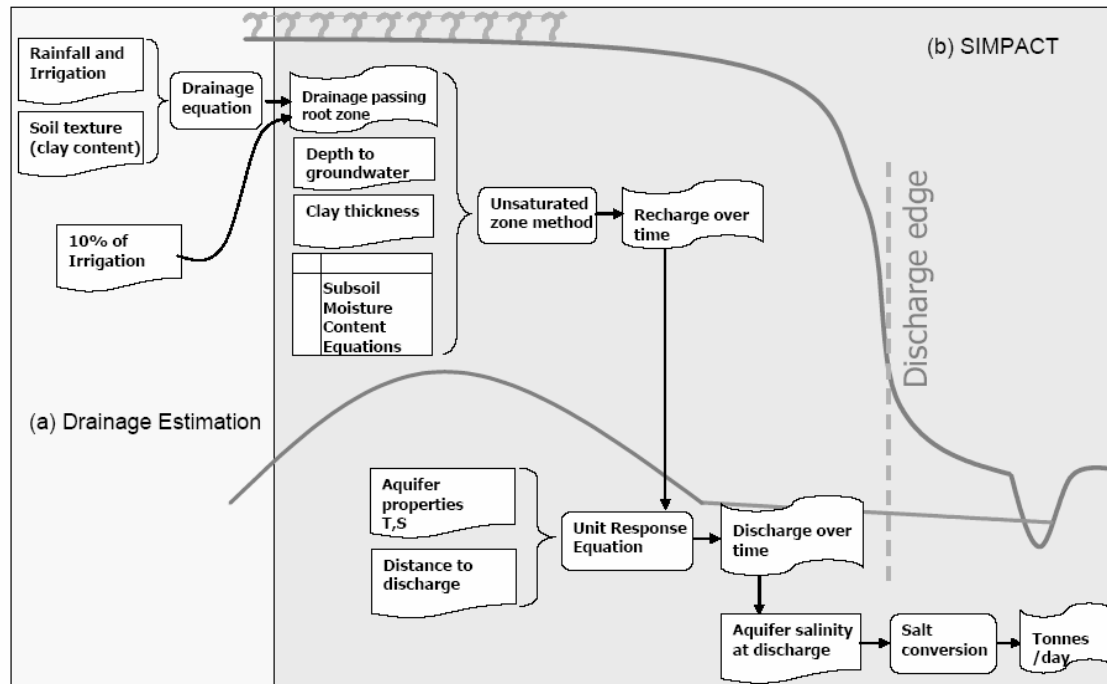 (b) SIMPACT
Rainfall and
Irrigation
Drainage
equation
Drainage passing
root zone
Soil texture
(clay content)
Depth to
groundwater
Clay thickness
Unsaturated
zone method
Recharge over
time
10% of
Irrigation
Subsoil
Moisture
Content
Equations
Discharge edge
(a) Drainage Estimation
Aquifer
properties
T,S
Unit Response
Equation
Discharge over
time
Distance to
discharge
Aquifer salinity
at discharge
Salt
conversion
Tonnes
/day